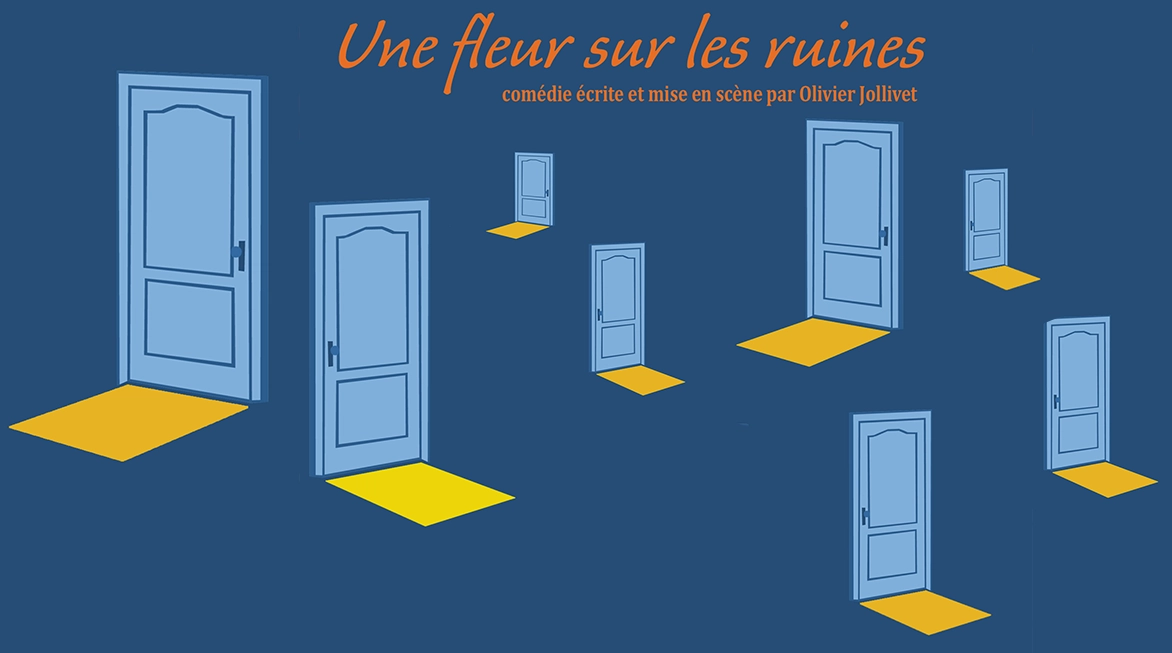 Une fleur sur les ruines
comédie écrite et mise en scène par Olivier Jollivet